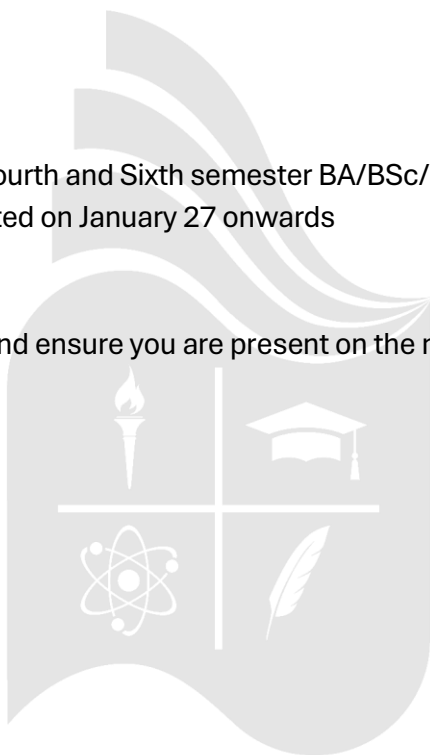 ourth and Sixth semester BA/BSc/
ted on January 27 onwards
nd ensure you are present on the